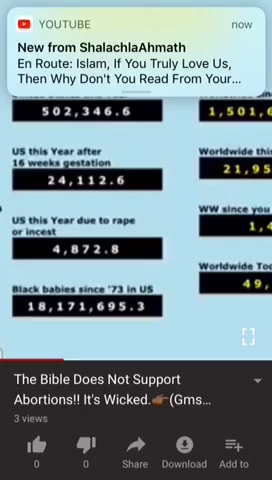 YOUTUBE
now
New from ShalachlaAhmath
En Route: Islam, If You Truly Love Us,
Then Why Don't You Read From Your...
502,346.6
1,501,6
US this Year after
16 weeks gestation
24,112.6
Worldwide this
21,95
US this Year due to rape
or incest
4,872.8
WW since you
1,4
Black babies since '73 in US
18,171,695.3
Worldwide Tod
49,
The Bible Does Not Support
Abortions!! It's Wicked.👉🏾(Gms...
3 views
0
0
Share
Download
Add to